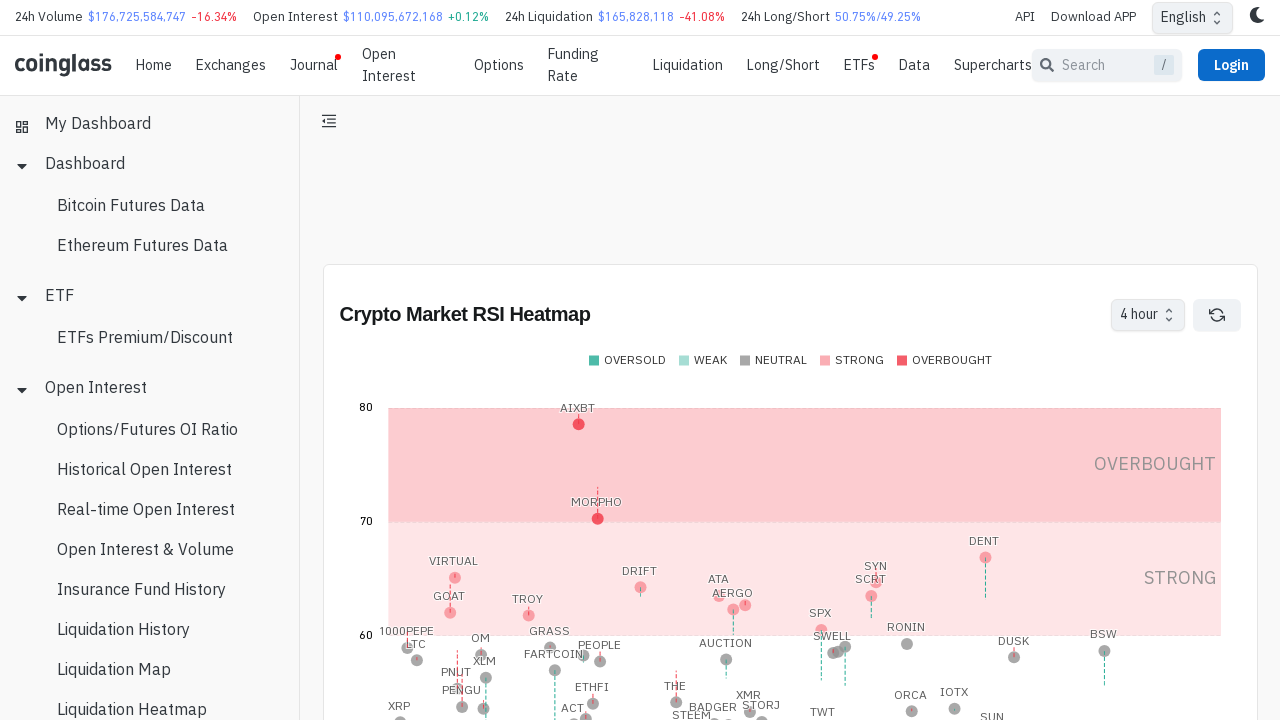 24h Volume $176,725,584,747 -16.34% Open Interest $110,095,672,168 +0.12% 24h Liquidation $165,828,118 -41.08% 24h Long/Short 50.75%/49.25% API Download APP English
coinglass Home Exchanges Journal Open Interest Options Funding Rate Liquidation Long/Short ETFs Data Supercharts Search / Login
My Dashboard
Dashboard
Bitcoin Futures Data
Ethereum Futures Data
ETF
ETFs Premium/Discount
Open Interest
Options/Futures OI Ratio
Historical Open Interest
Real-time Open Interest
Open Interest & Volume
Insurance Fund History
Liquidation History
Liquidation Map
Liquidation Heatmap
Crypto Market RSI Heatmap 4 hour
OVERSOLD WEAK NEUTRAL STRONG OVERBOUGHT
80
AIXBT
OVERBOUGHT
MORPHO
70
DENT
VIRTUAL
SYN
DRIFT
SCRT
ATA
STRONG
AERGO
GOAT
TROY
SPX
RONIN
1000PEPE
GRASS
60
SWELL
BSW
OM
LTC
PEOPLE
AUCTION
DUSK
FARTCOIN
XLM
PNUT
THE
ETHFI
PENGU
XMR
ORCA
IOTX
XRP
ACT
BADGER
STORJ
TWT
STEEM
SUN